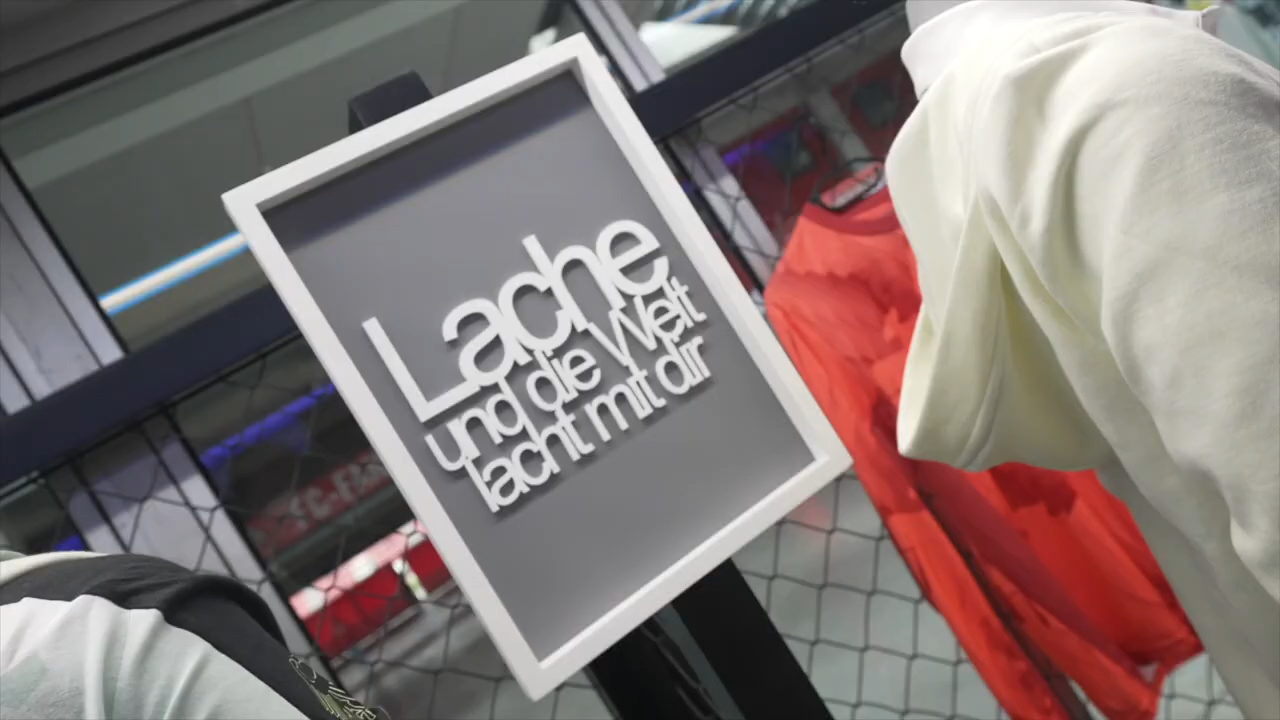 Lache
und die Welt
lacht mit dir